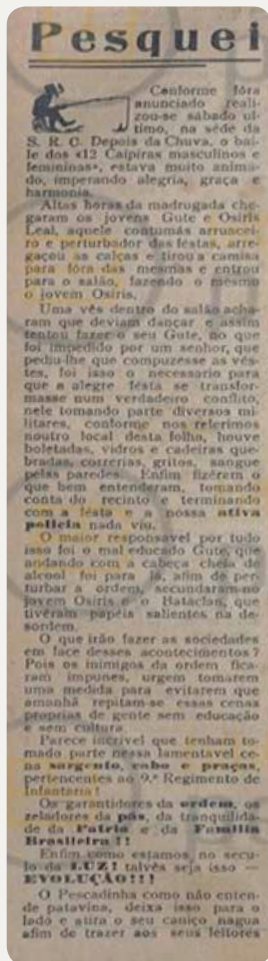 Pesquei
Conforme fóra
anunciado reali-
zou-se sábado ul-
timo, na séde da
S. R. C. Depois da Chuva, o bai-
le dos «12 Caipiras masculinos e
femininas», estava muito anima-
do, imperando alegria, graça e
harmonia.
Altas horas da madrugada che-
garam os jovens Gute e Osiris
Leal, aquele contumás arruacei-
ro e perturbador das festas, arre-
gaçou as calças e tirou a camisa
para fóra das mesmas e entrou
para o salão, fazendo o mesmo
o jovem Osiris.
Uma vês dentro do salão acha-
ram que deviam dançar e assim
tentou fazer o seu Gute, no que
foi impedido por um senhor, que
pediu-lhe que compuzesse as vés-
tes, foi isso o necessario para
que a alegre fésta se transfor-
masse num verdadeiro conflito,
nele tomando parte diversos mi-
litares, conforme nos referimos
noutro local desta folha, houve
boletadas, vidros e cadeiras que-
bradas, correrias, gritos, sangue
pelas paredes. Enfim fizérem o
que bem entenderam, tomando
conta do recinto e terminando
com a fésta e a nossa ativa
policia nada viu.
O maior responsavel por tudo
isso foi o mal educado Gute, que
andando com a cabeça cheia de
alcool foi para lá, afim de per-
turbar a ordem, secundaram-no
jovem Osiris e o Bataclan, que
tiveram papéis salientes na de-
sordem.
O que irão fazer as sociedades
em face desses acontecimentos?
Pois os inimigos da ordem fica-
ram impunes, urgem tomarem
uma medida para evitarem que
amanhã repitam-se essas cenas
proprias de gente sem educação
e sem cultura.
Parece incrivel que tenham to-
mado parte nessa lamentavel ce-
na sargento, cabo e praças,
pertencentes ao 9.º Regimento de
Infantaria!
Os garantidores da ordem, os
zeladores da pás, da tranquilida-
de da Patria e da Familia
Brasileira!!
Enfim como estamos no secu-
lo da LUZ! talvês seja isso —
EVOLUÇÃO!!!
O Pescadinha como não enten-
de patavina, deixa isso para o
lado e atira o seu caniço nagua
afim de trazer aos seus leitores